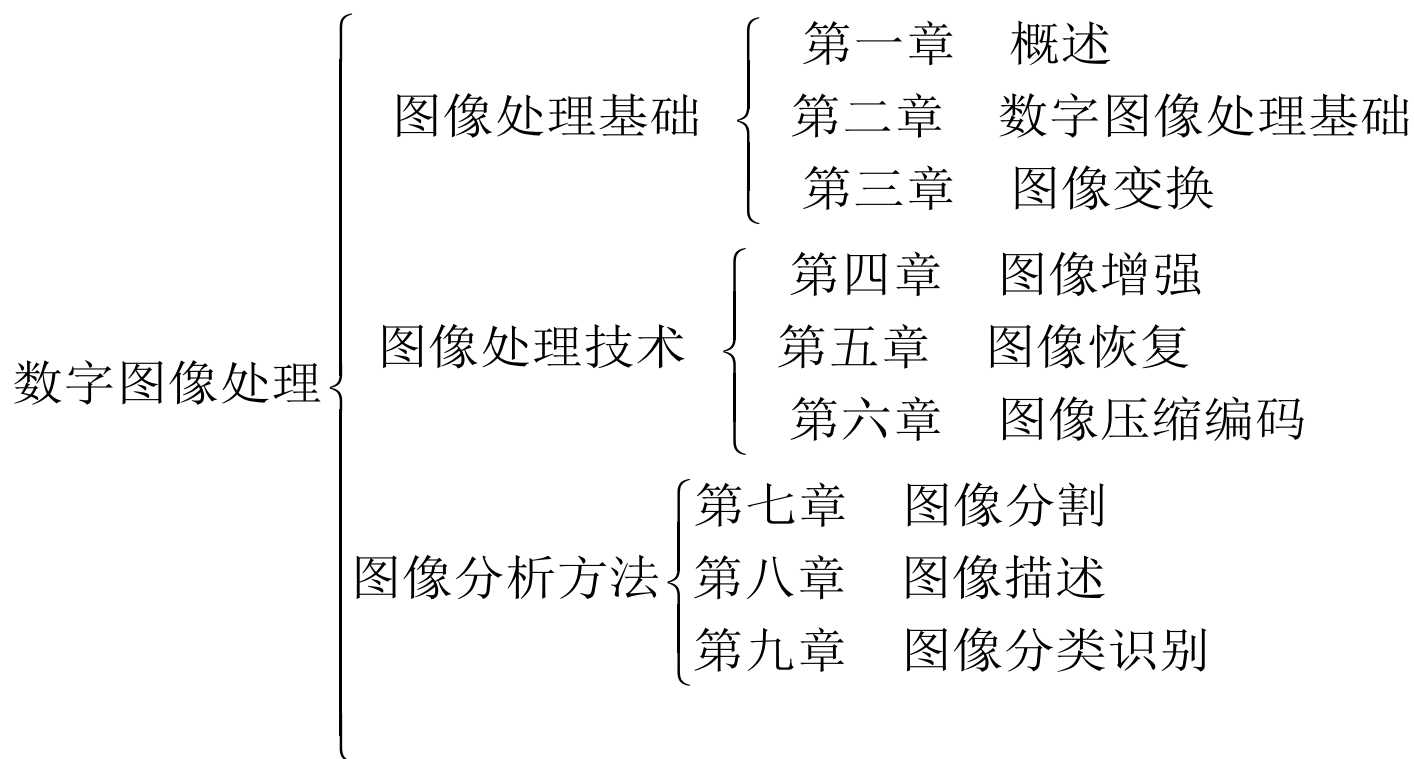 数字图像处理
图像处理基础
第一章 概述
第二章 数字图像处理基础
第三章 图像变换
图像处理技术
第四章 图像增强
第五章 图像恢复
第六章 图像压缩编码
图像分析方法
第七章 图像分割
第八章 图像描述
第九章 图像分类识别